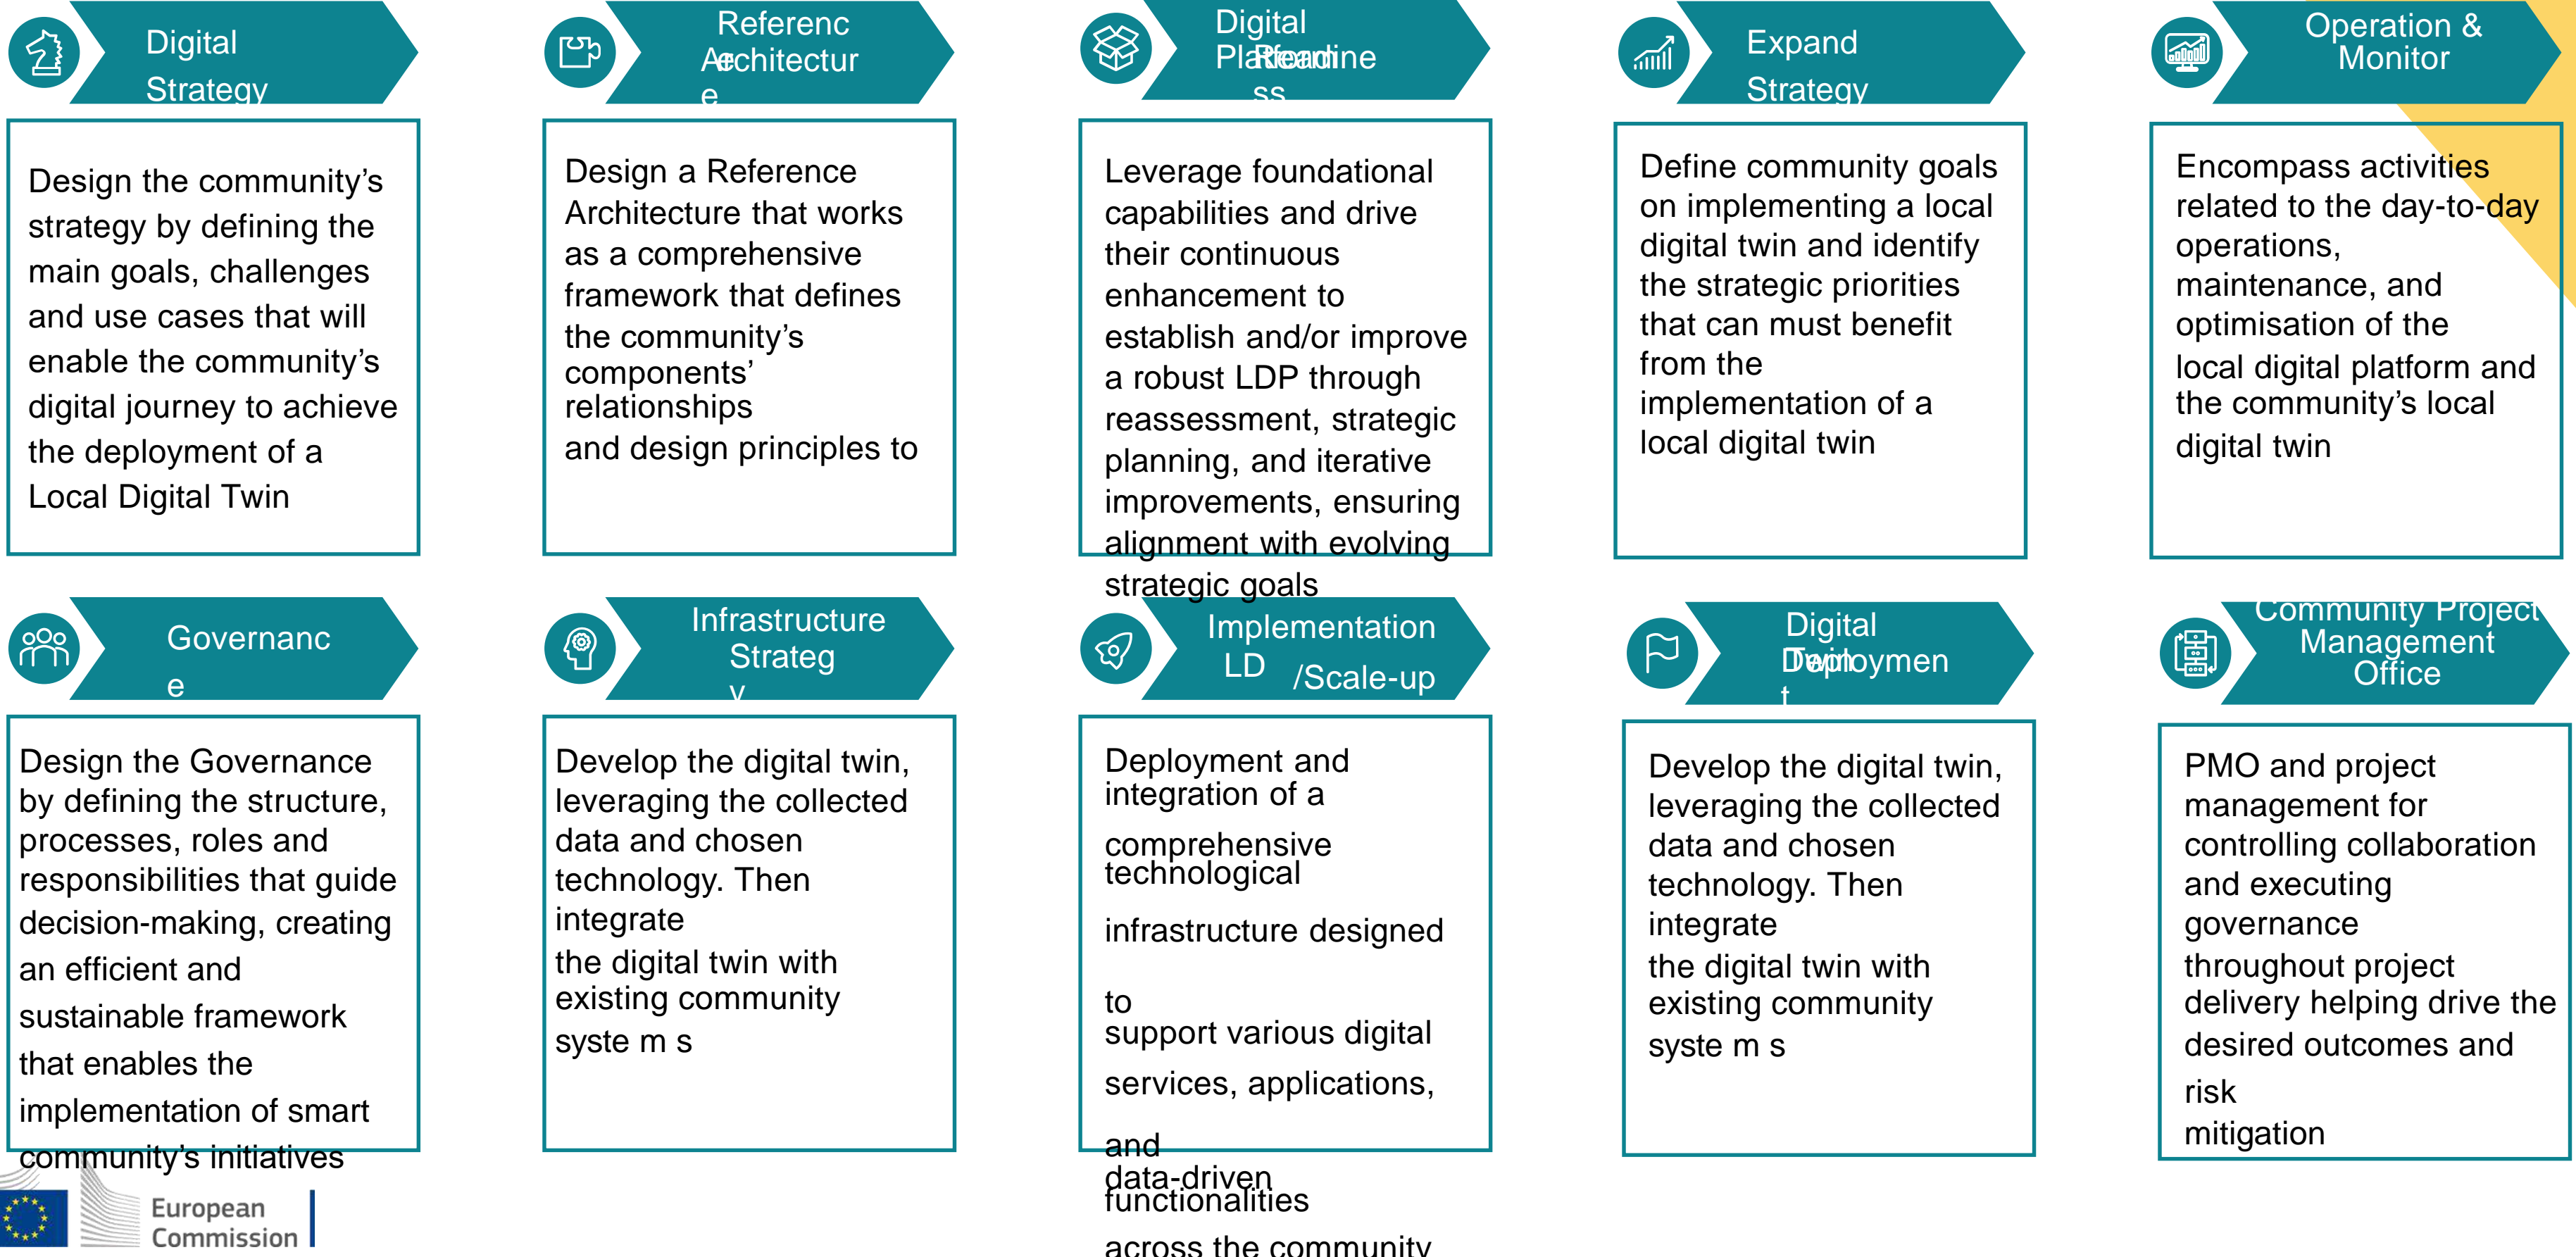 Digital
Strategy
Design the community’s
strategy by defining the
main goals, challenges
and use cases that will
enable the community’s
digital journey to achieve
the deployment of a
Local Digital Twin
Referenc
e
Architectur
e
Design a Reference
Architecture that works
as a comprehensive
framework that defines
the community’s
components’
relationships
and design principles to
Digital
Platform
Readine
ss
Leverage foundational
capabilities and drive
their continuous
enhancement to
establish and/or improve
a robust LDP through
reassessment, strategic
planning, and iterative
improvements, ensuring
alignment with evolving
strategic goals
Expand
Strategy
Define community goals
on implementing a local
digital twin and identify
the strategic priorities
that can must benefit
from the
implementation of a
local digital twin
Operation &
Monitor
Encompass activities
related to the day-to-day
operations,
maintenance, and
optimisation of the
local digital platform and
the community’s local
digital twin
Governanc
e
Design the Governance
by defining the structure,
processes, roles and
responsibilities that guide
decision-making, creating
an efficient and
sustainable framework
that enables the
implementation of smart
community’s initiatives
Infrastructure
Strateg
y
Develop the digital twin,
leveraging the collected
data and chosen
technology. Then
integrate
the digital twin with
existing community
syste m s
Implementation
LD
/Scale-up
Deployment and
integration of a
comprehensive
technological
infrastructure designed
to
support various digital
services, applications,
and
data-driven
functionalities
across the community
Digital
Twin
Deploymen
t
Develop the digital twin,
leveraging the collected
data and chosen
technology. Then
integrate
the digital twin with
existing community
syste m s
Community Project
Management
Office
PMO and project
management for
controlling collaboration
and executing
governance
throughout project
delivery helping drive the
desired outcomes and
risk
mitigation
European
Commission